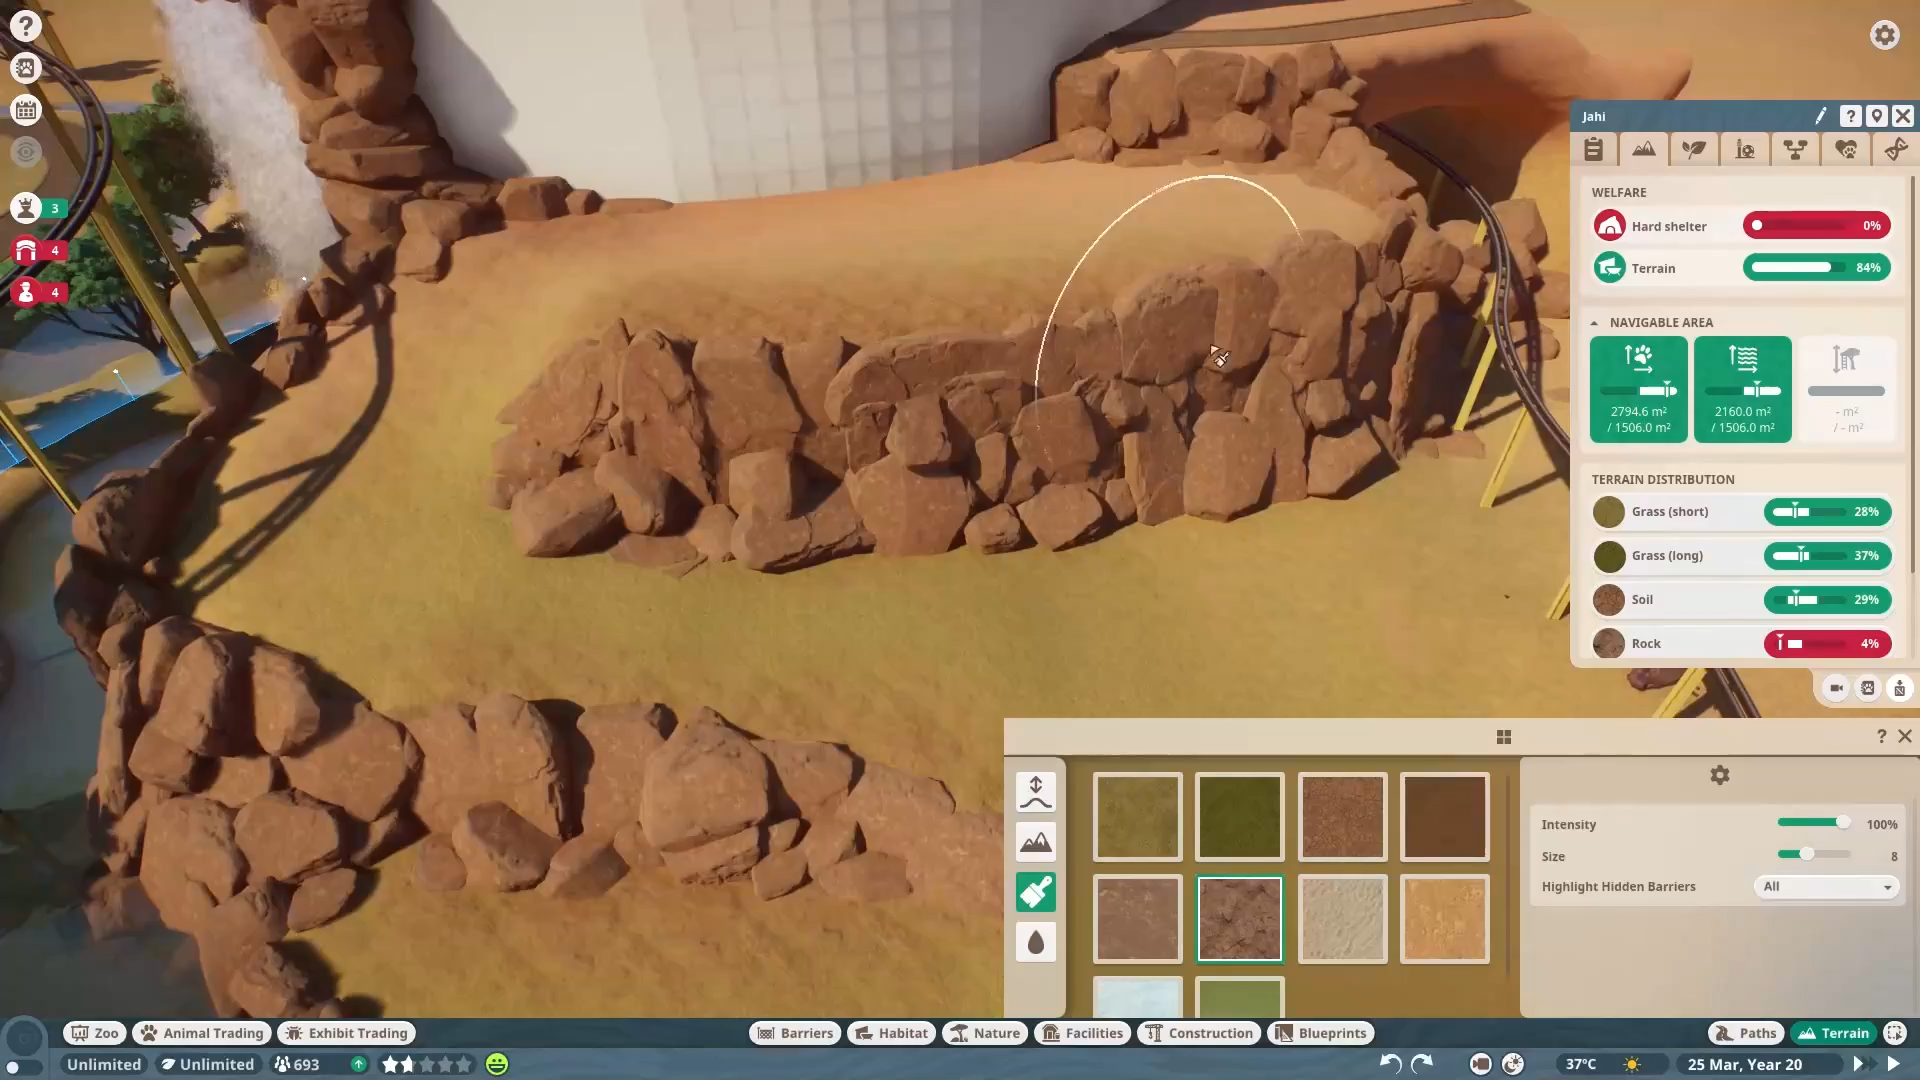 3
4
4
Jahi
?
WELFARE
Hard shelter 0%
Terrain 84%
NAVIGABLE AREA
2794.6 m² / 1506.0 m²
2160.0 m² / 1506.0 m²
- m² / - m²
TERRAIN DISTRIBUTION
Grass (short) 28%
Grass (long) 37%
Soil 29%
Rock 4%
?
Intensity 100%
Size 8
Highlight Hidden Barriers All
Zoo Animal Trading Exhibit Trading Barriers Habitat Nature Facilities Construction Blueprints Paths Terrain
Unlimited Unlimited 693 37°C 25 Mar, Year 20
?